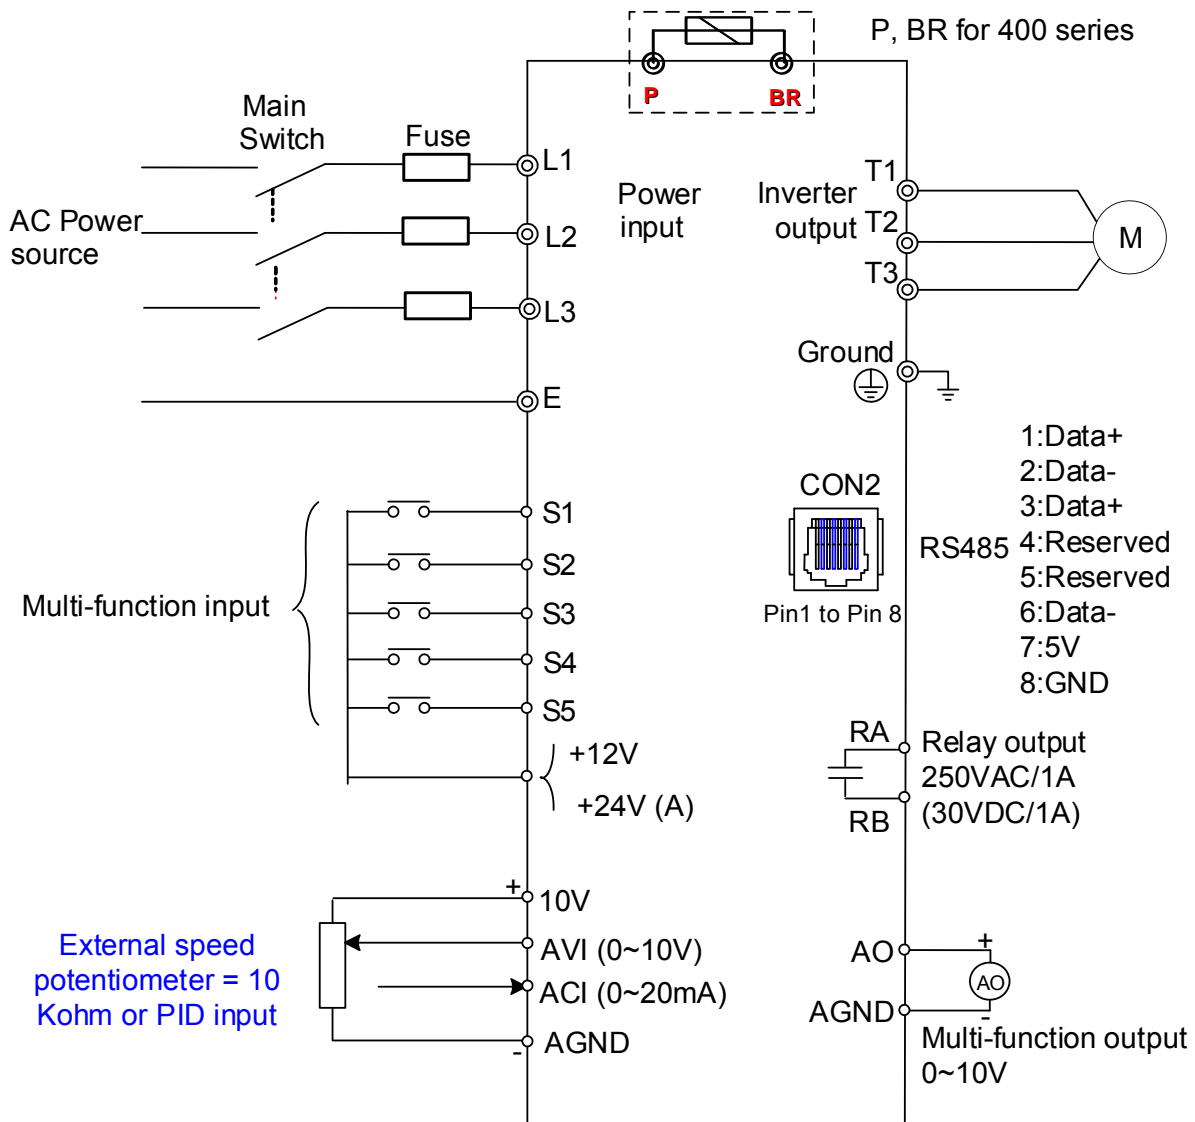 P, BR for 400 series
P
BR
Main
Switch
Fuse
L1
AC Power
source
L2
L3
E
Power
input
Inverter
output
T1
T2
T3
M
Ground
Multi-function input
S1
S2
S3
S4
S5
+12V
+24V (A)
CON2
Pin1 to Pin 8
RS485
1:Data+
2:Data-
3:Data+
4:Reserved
5:Reserved
6:Data-
7:5V
8:GND
RA
RB
Relay output
250VAC/1A
(30VDC/1A)
External speed
potentiometer = 10
Kohm or PID input
+
10V
AVI (0~10V)
ACI (0~20mA)
-
AGND
AO
AGND
+
AO
-
Multi-function output
0~10V